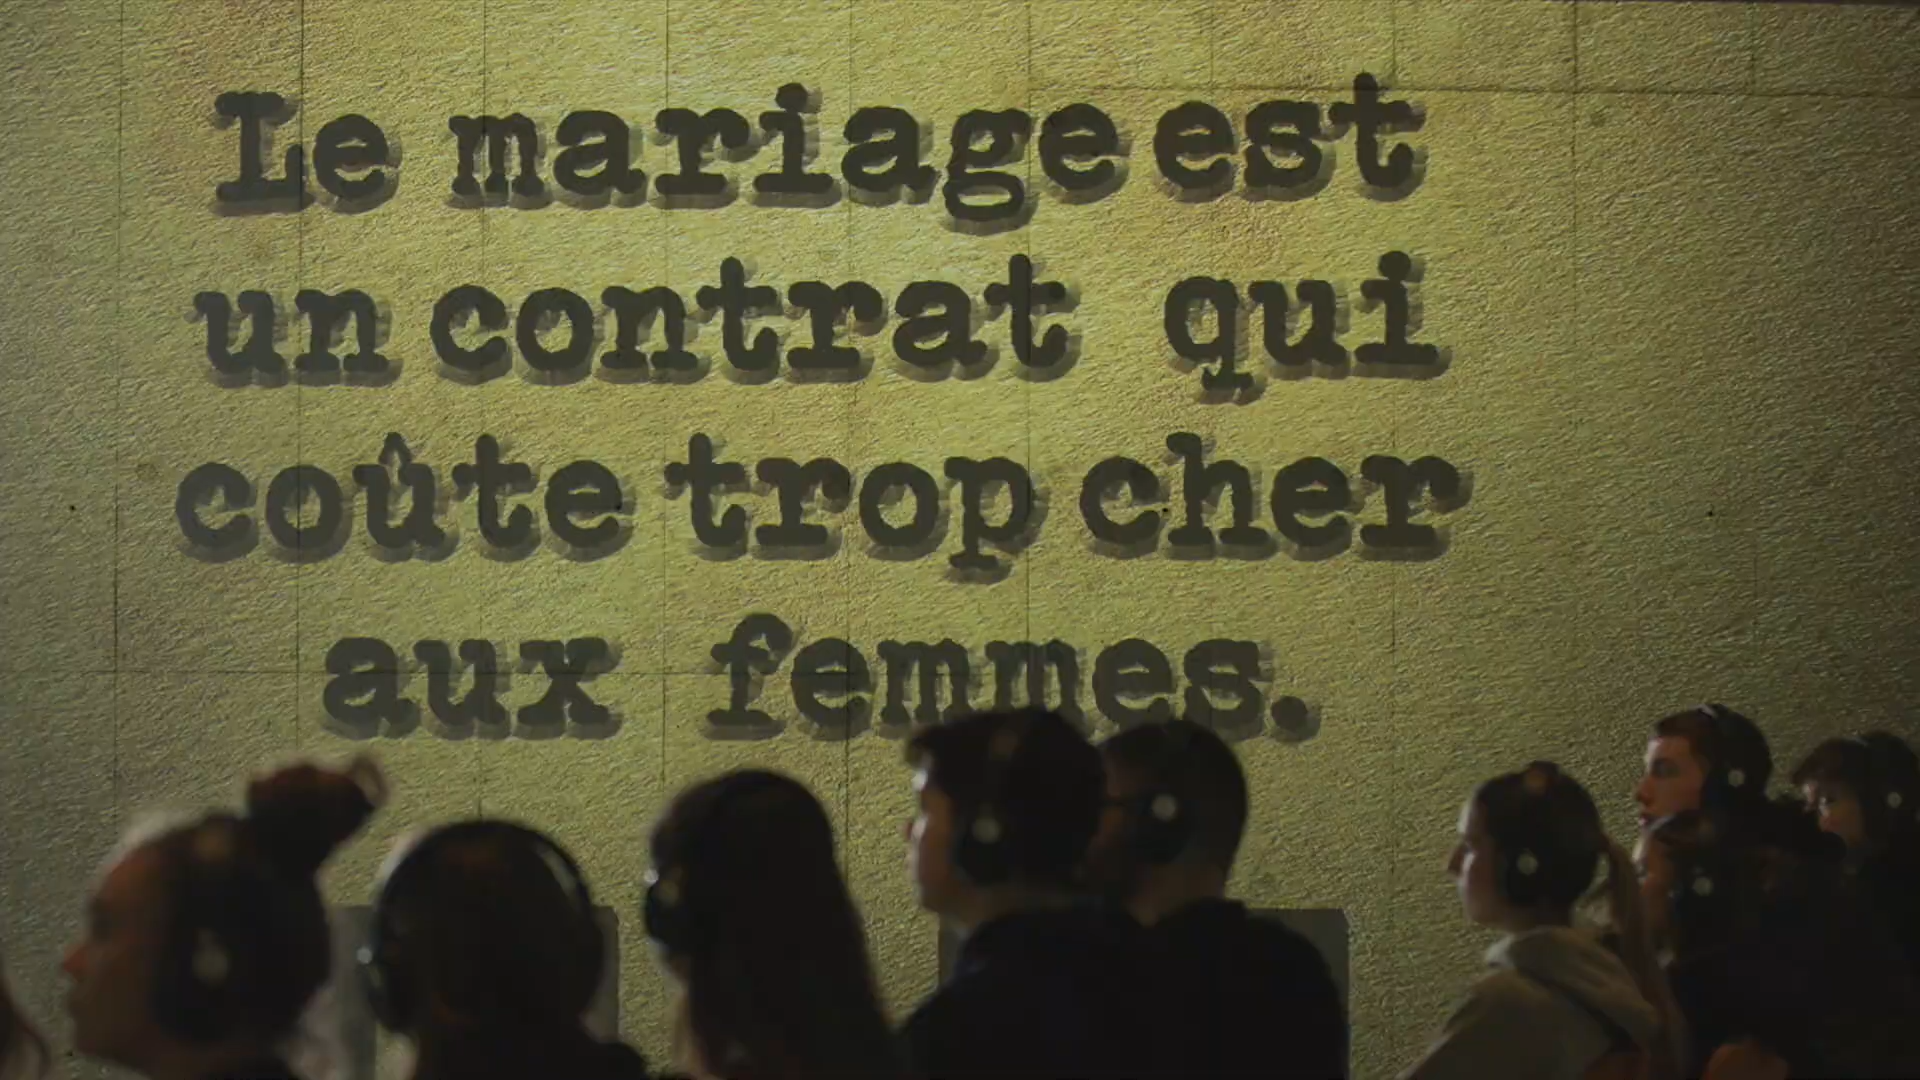 Le mariage est
un contrat qui
coûte trop cher
aux femmes.